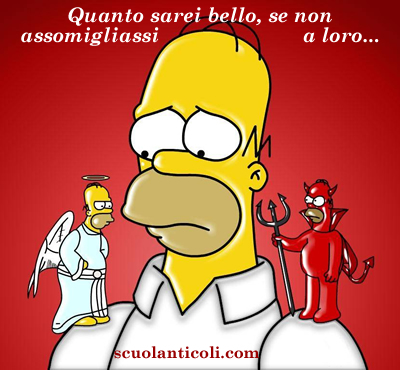 Quanto sarei bello, se non
assomigliassi a loro...
scuolanticoli.com